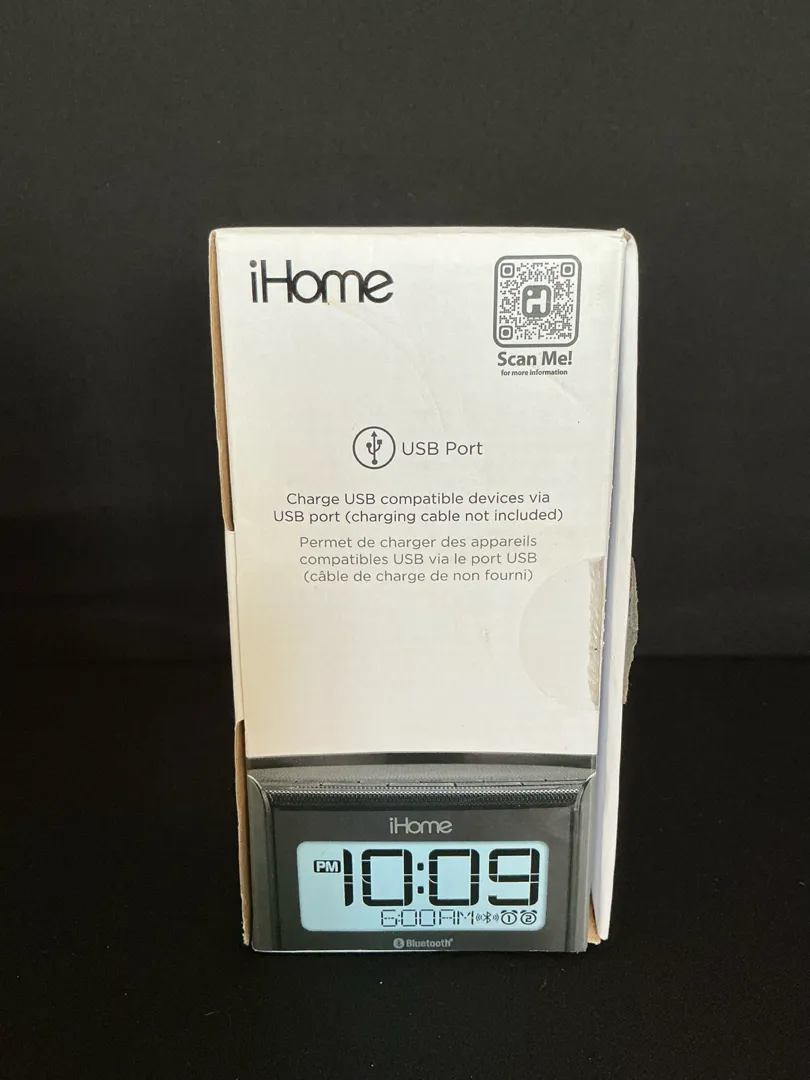 iHome
Scan Me!
for more information
USB Port
Charge USB compatible devices via
USB port (charging cable not included)
Permet de charger des appareils
compatibles USB via le port USB
(câble de charge de non fourni)
iHome
PM 10:09
6:00AM 1 2
Bluetooth®